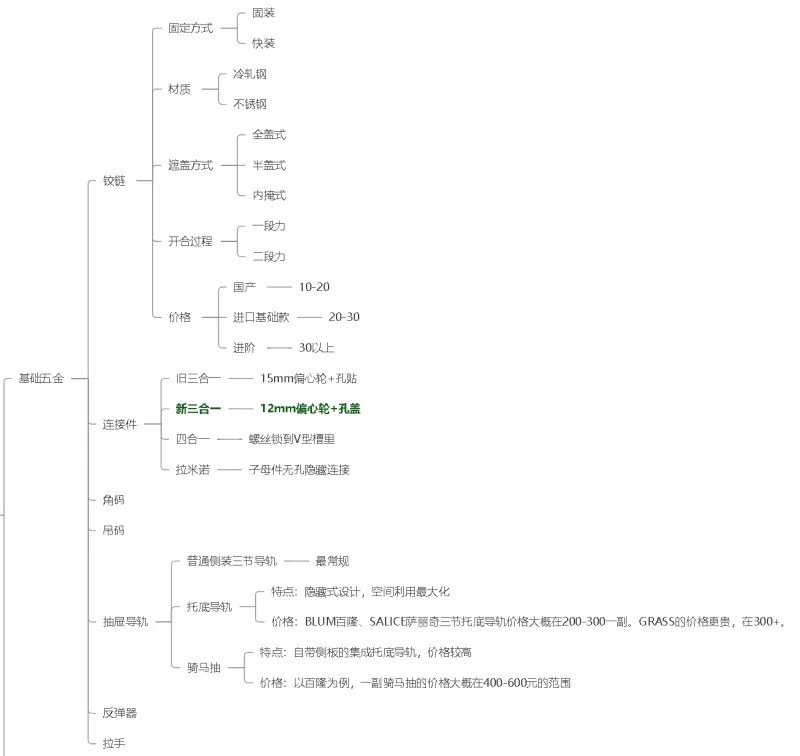 固装
固定方式
快装
冷轧钢
材质
不锈钢
全盖式
遮盖方式
半盖式
铰链
内掩式
一段力
开合过程
二段力
国产 10-20
价格 进口基础款 20-30
进阶 30以上
基础五金
旧三合一 15mm偏心轮+孔贴
新三合一 12mm偏心轮+孔盖
连接件
四合一 螺丝锁到V型槽里
拉米诺 子母件无孔隐藏连接
角码
吊码
普通侧装三节导轨 最常规
特点：隐藏式设计，空间利用最大化
托底导轨
抽屉导轨
价格：BLUM百隆、SALICE萨丽奇三节托底导轨价格大概在200-300一副。GRASS的价格更贵，在300+。
特点：自带侧板的集成托底导轨，价格较高
骑马抽
价格：以百隆为例，一副骑马抽的价格大概在400-600元的范围
反弹器
拉手